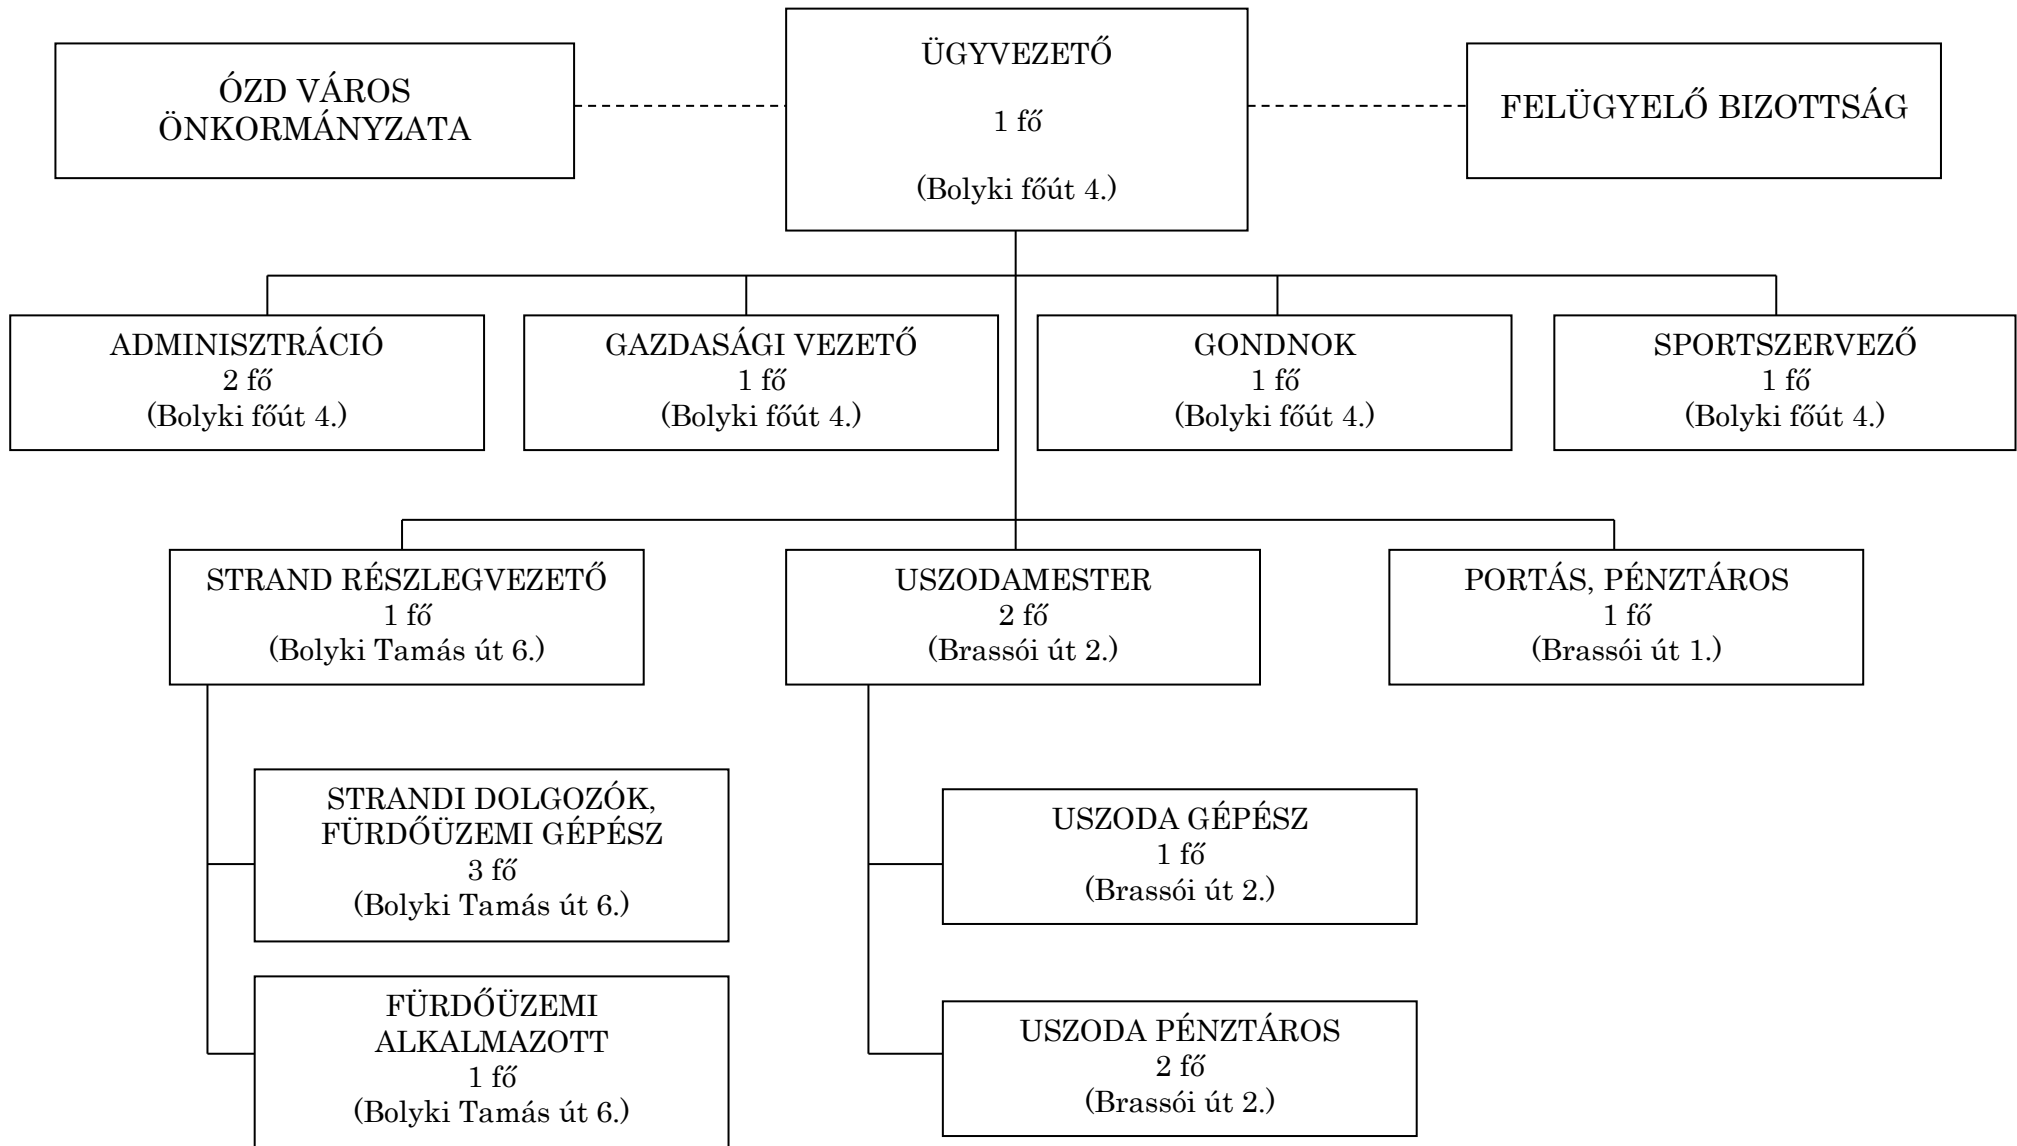 ÓZD VÁROS
ÖNKORMÁNYZATA
ÜGYVEZETŐ
1 fő
(Bolyki főút 4.)
FELÜGYELŐ BIZOTTSÁG
ADMINISZTRÁCIÓ
2 fő
(Bolyki főút 4.)
GAZDASÁGI VEZETŐ
1 fő
(Bolyki főút 4.)
GONDNOK
1 fő
(Bolyki főút 4.)
SPORTSZERVEZŐ
1 fő
(Bolyki főút 4.)
STRAND RÉSZLEGVEZETŐ
1 fő
(Bolyki Tamás út 6.)
USZODAMESTER
2 fő
(Brassói út 2.)
PORTÁS, PÉNZTÁROS
1 fő
(Brassói út 1.)
STRANDI DOLGOZÓK,
FÜRDŐÜZEMI GÉPÉSZ
3 fő
(Bolyki Tamás út 6.)
FÜRDŐÜZEMI
ALKALMAZOTT
1 fő
(Bolyki Tamás út 6.)
USZODA GÉPÉSZ
1 fő
(Brassói út 2.)
USZODA PÉNZTÁROS
2 fő
(Brassói út 2.)